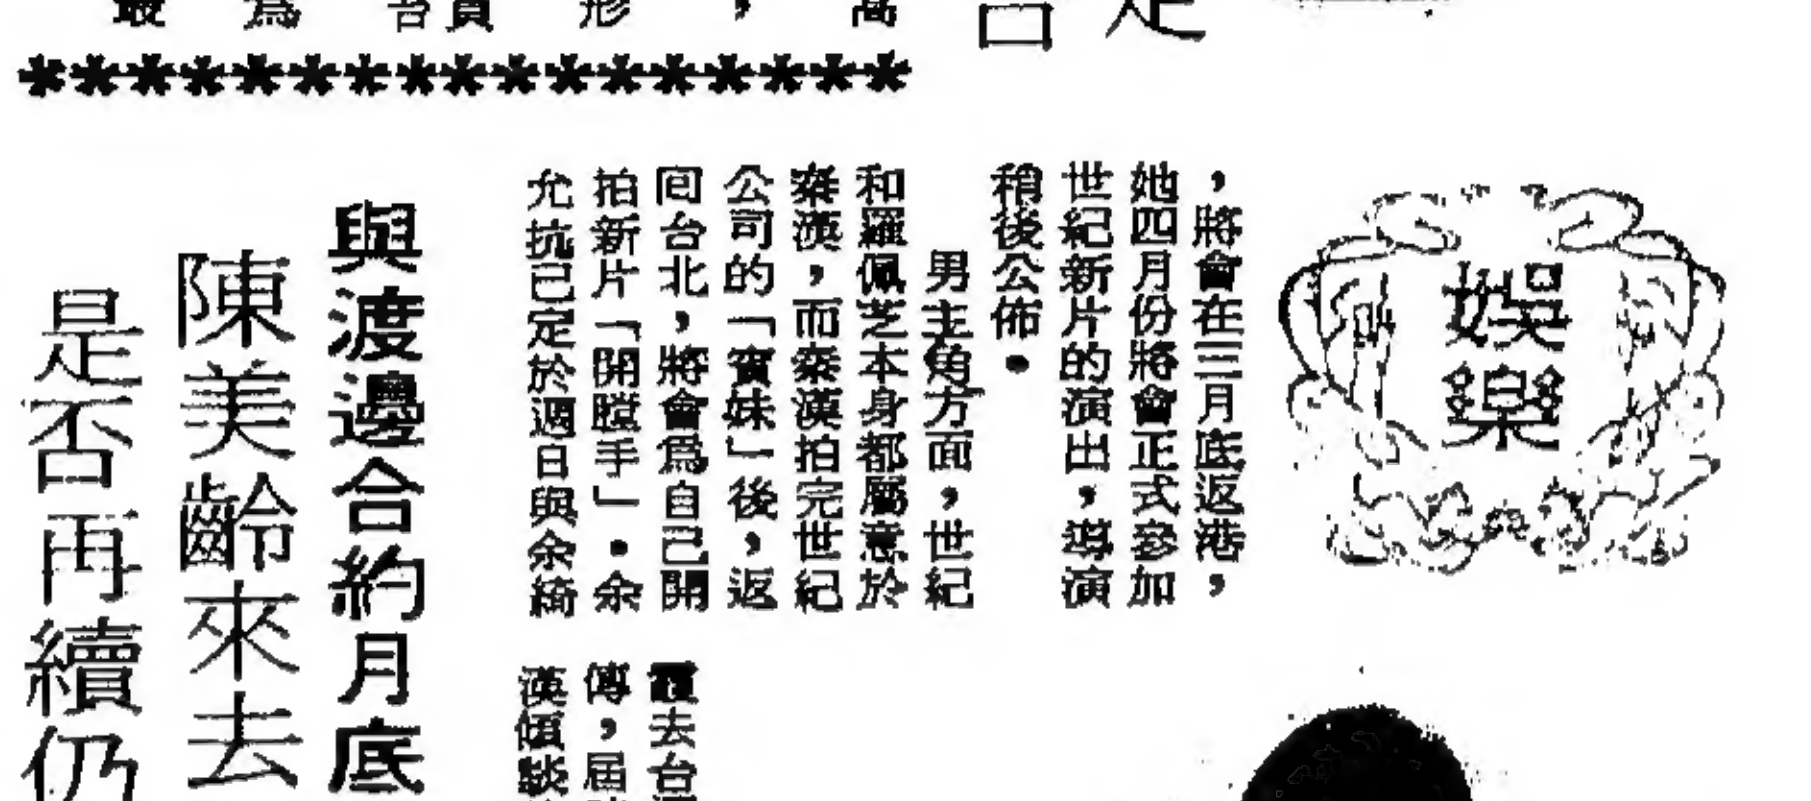 娛樂
，將會在三月底返港，
她四月份將會正式參加
世紀新片的演出，導演
稍後公佈。
男主角方面，世紀
和羅佩芝本身都屬意於
秦漢，而秦漢拍完世紀
公司的「賓妹」後，返
回台北，將會爲自己開
拍新片「開膛手」。余
允抗已定於週日與余綺
霞去台
傳，屆
漢傾談
與渡邊合約月底
陳美齡來去
是否再續仍